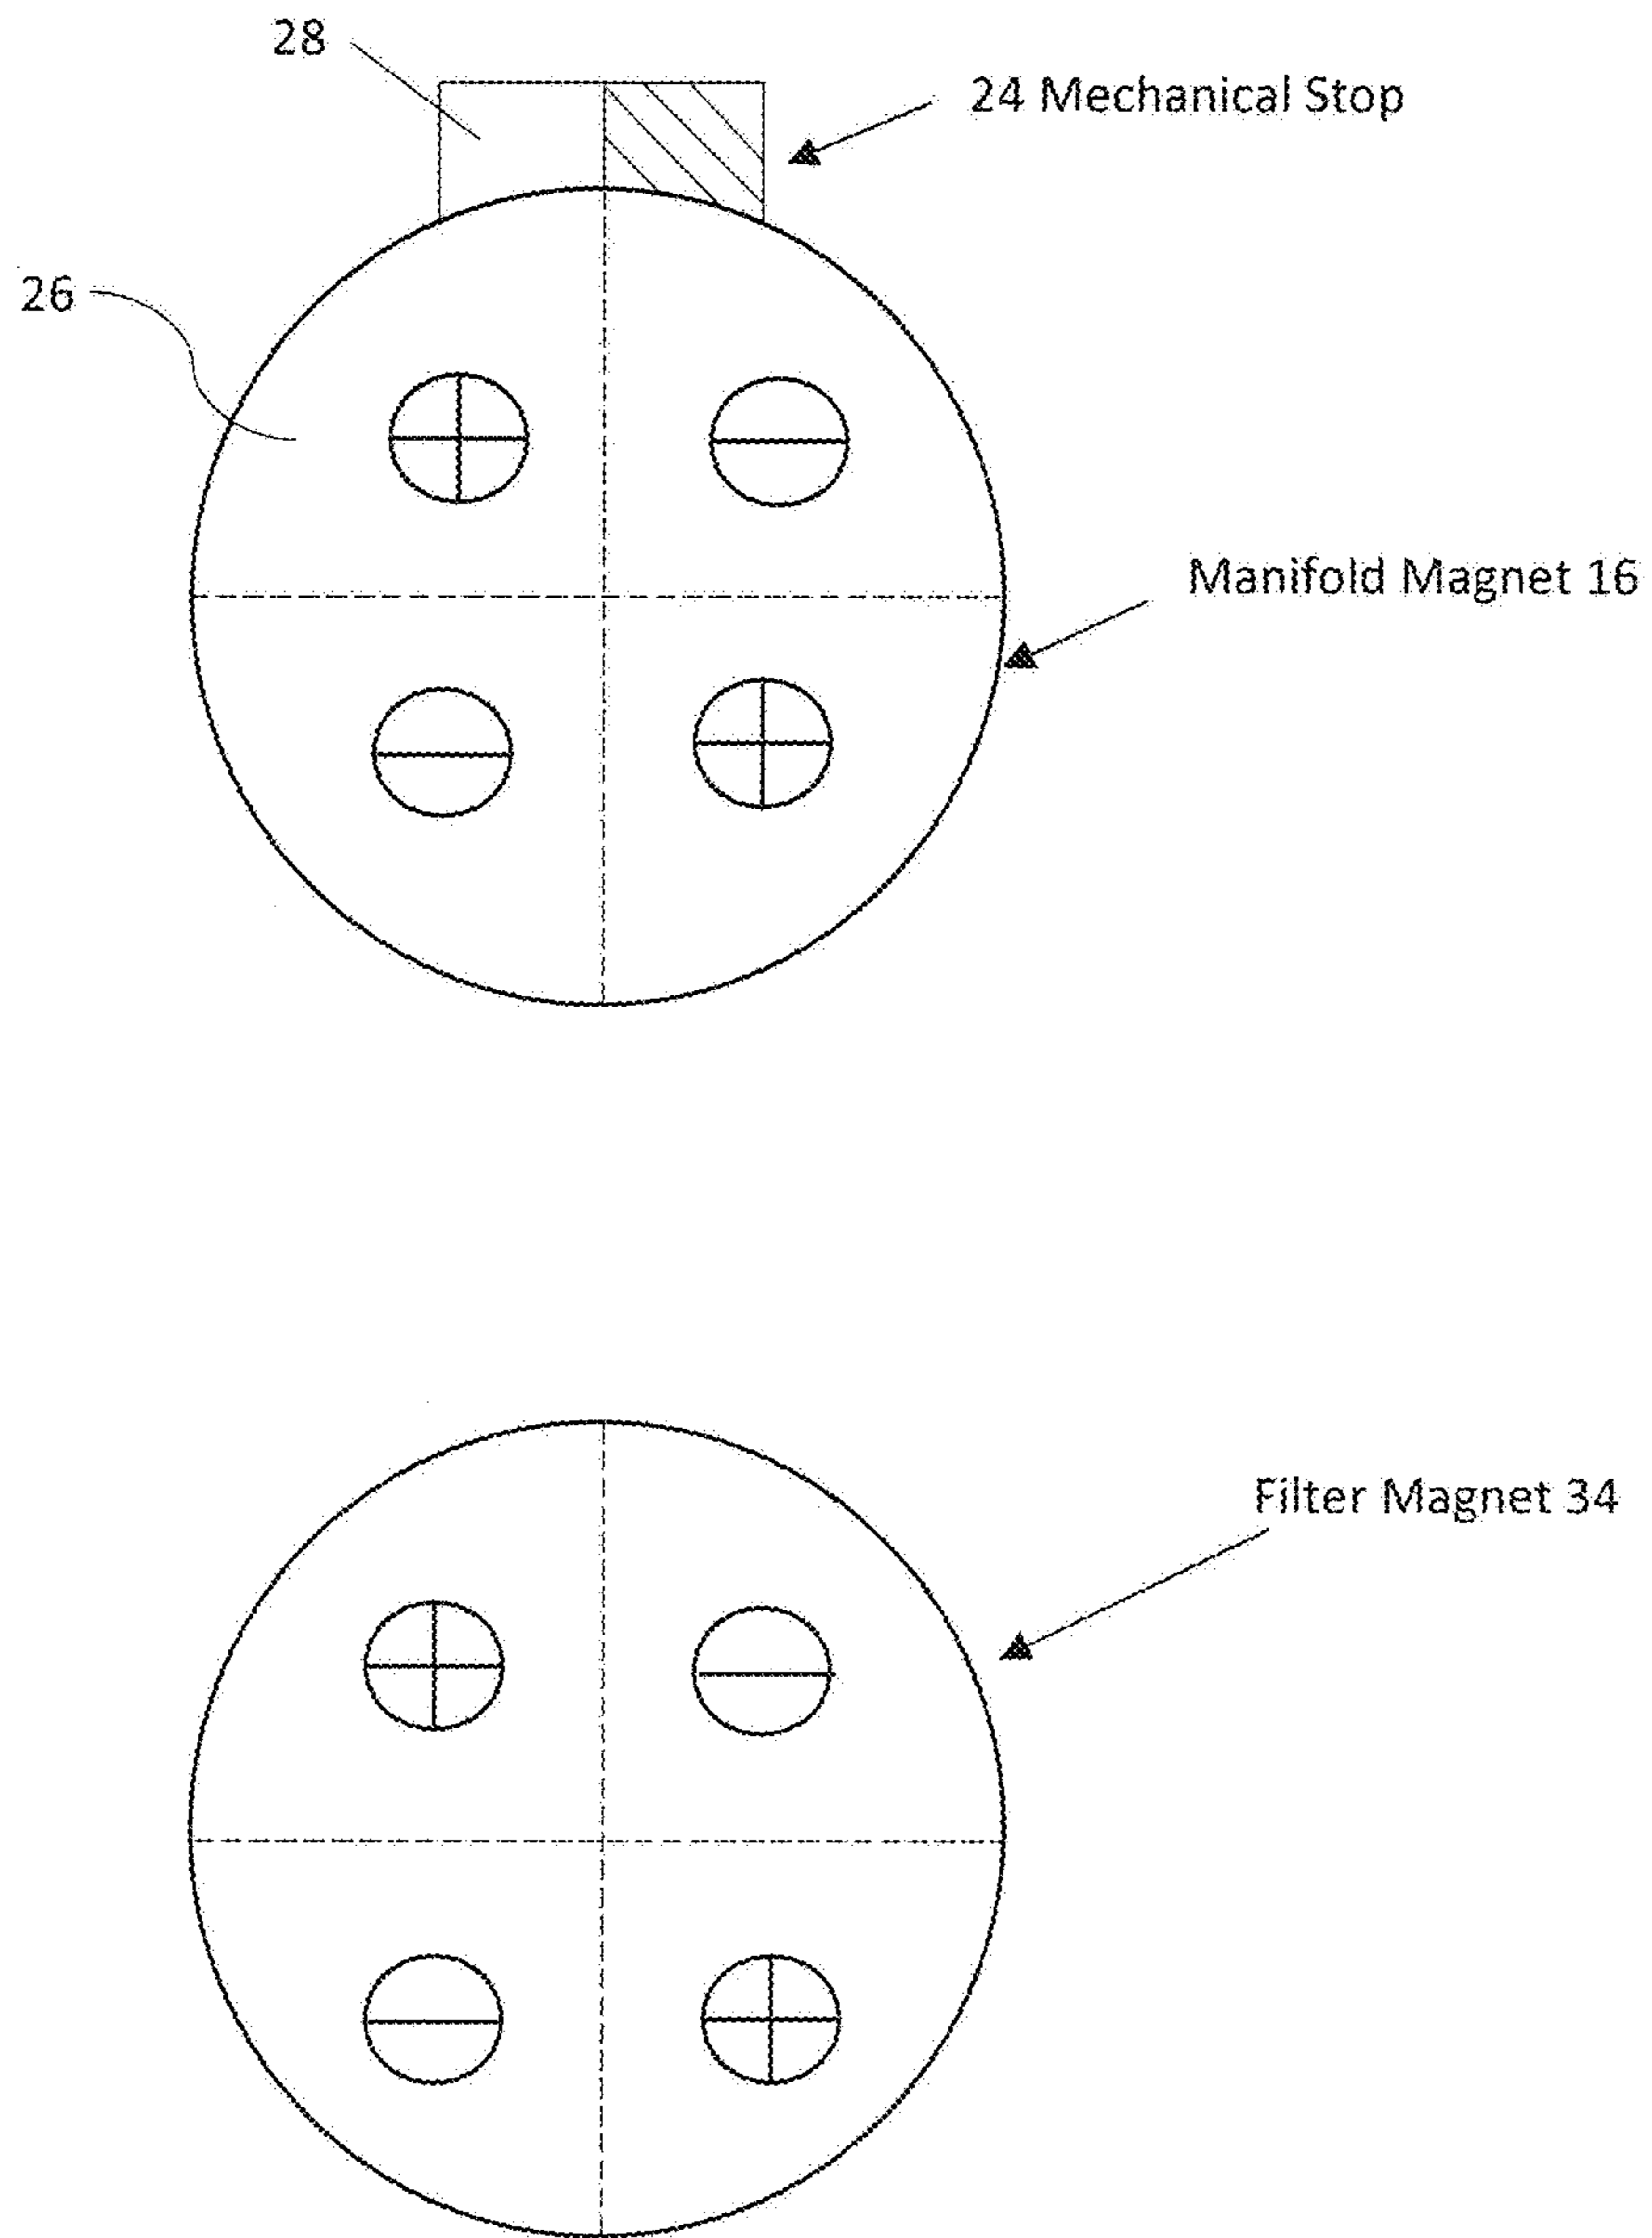 28
24 Mechanical Stop
26
Manifold Magnet 16
Filter Magnet 34